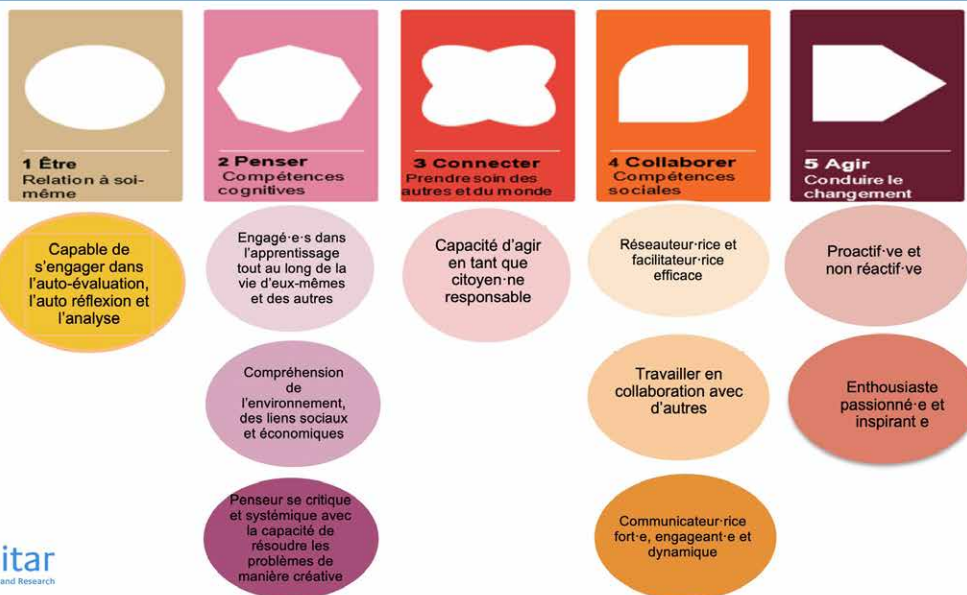 1 Être
Relation à soi-
même
2 Penser
Compétences
cognitives
3 Connecter
Prendre soin des
autres et du monde
4 Collaborer
Compétences
sociales
5 Agir
Conduire le
changement
Capable de
s'engager dans
l'auto-évaluation,
l'auto réflexion et
l'analyse
Engagé·e·s dans
l'apprentissage
tout au long de la
vie d'eux-mêmes
et des autres
Capacité d'agir
en tant que
citoyen·ne
responsable
Réseauteur·rice et
facilitateur·rice
efficace
Proactif·ve et
non réactif·ve
Compréhension
de
l'environnement,
des liens sociaux
et économiques
Travailler en
collaboration avec
d'autres
Enthousiaste
passionné·e et
inspirant e
Penseur se critique
et systémique avec
la capacité de
résoudre les
problèmes de
manière créative
Communicateur·rice
fort·e, engageant·e et
dynamique
itar
and Research